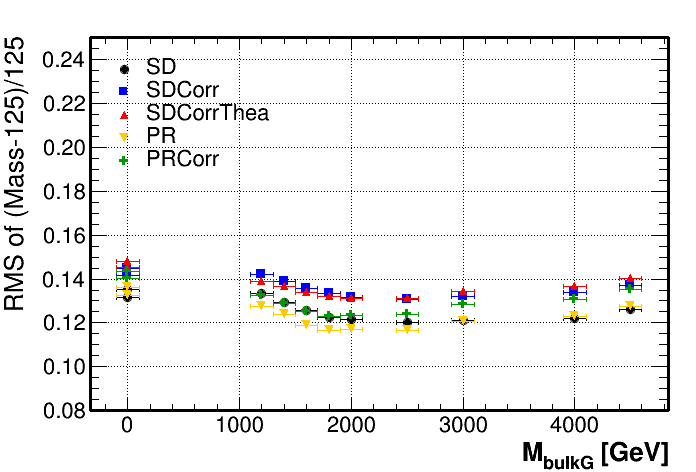 RMS of (Mass-125)/125
0.24
0.22
0.20
0.18
0.16
0.14
0.12
0.10
0.08
SD
SDCorr
SDCorrThea
PR
PRCorr
0 1000 2000 3000 4000
M_bulkG [GeV]